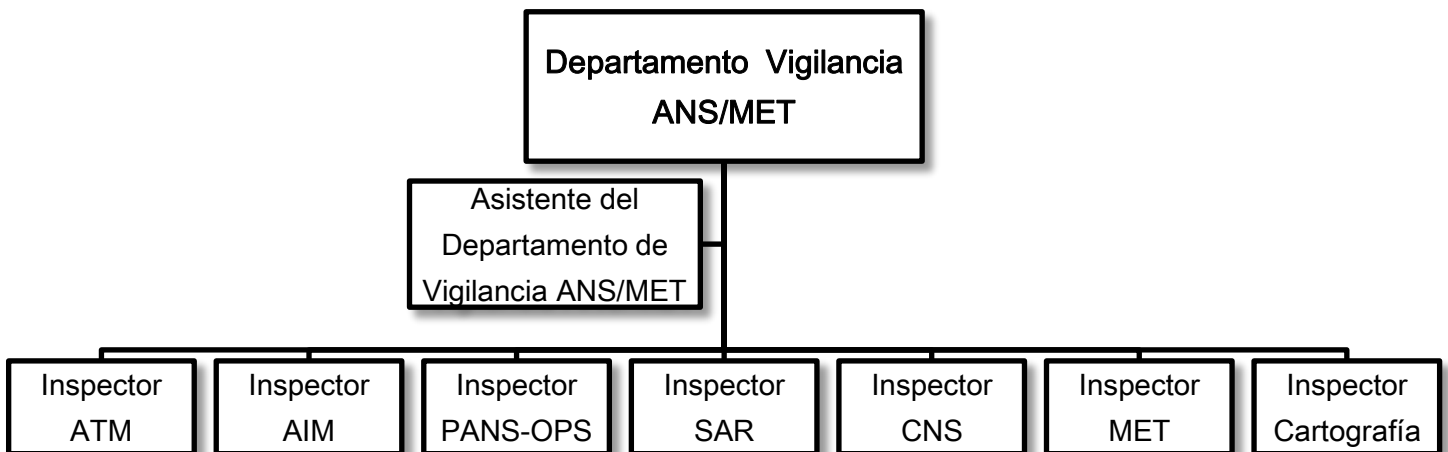 Departamento Vigilancia
ANS/MET
Asistente del
Departamento de
Vigilancia ANS/MET
Inspector
ATM
Inspector
AIM
Inspector
PANS-OPS
Inspector
SAR
Inspector
CNS
Inspector
MET
Inspector
Cartografía